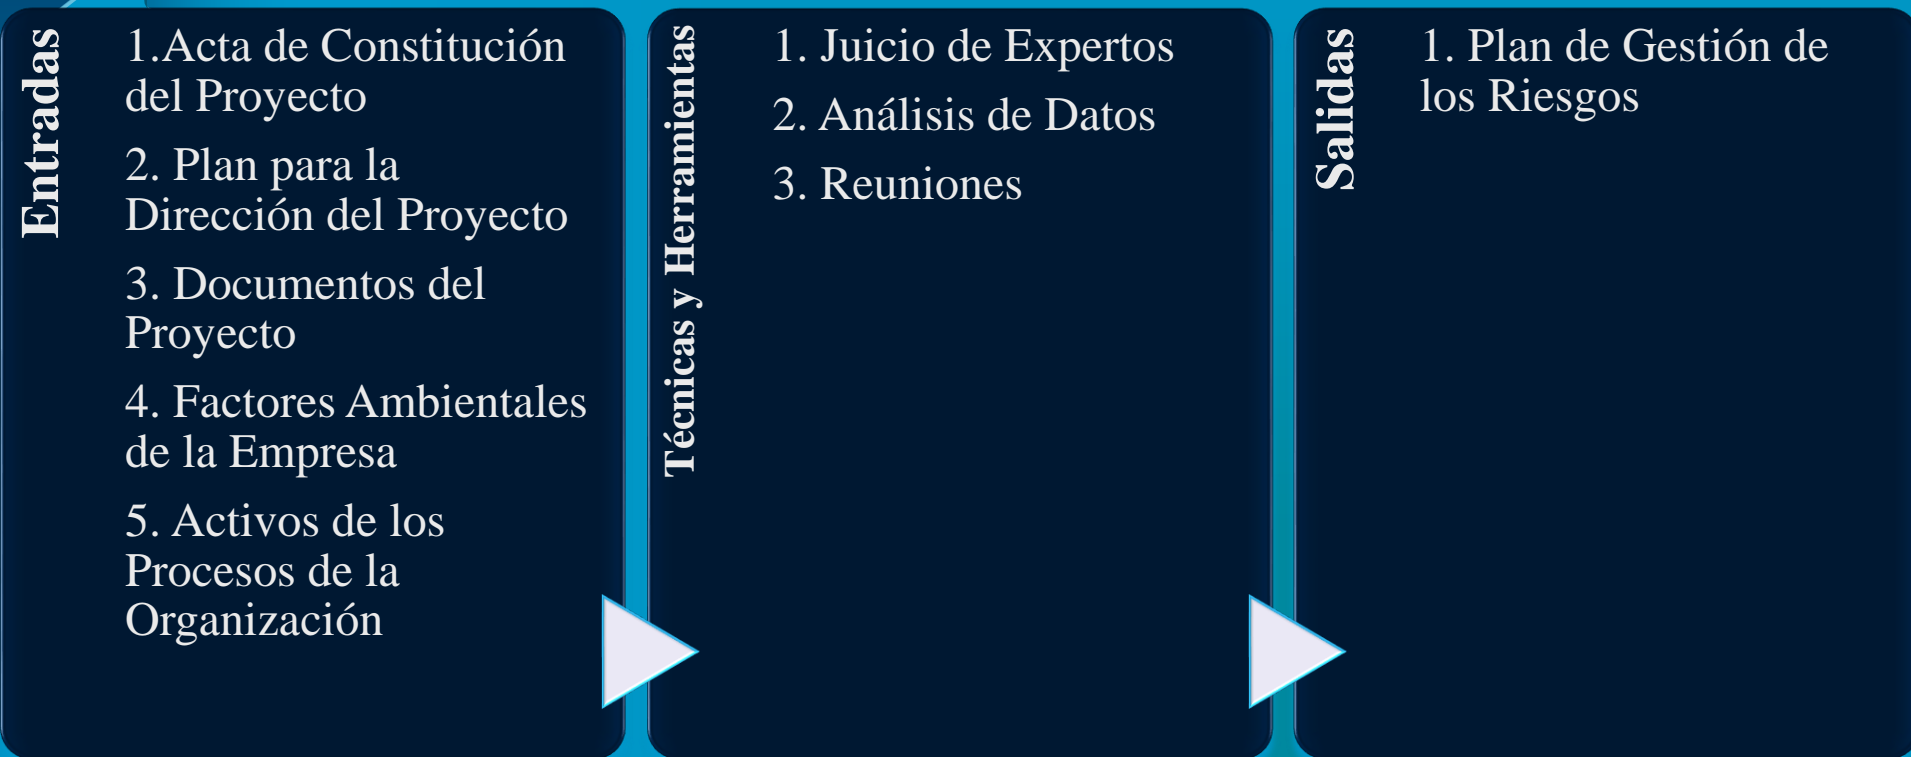 Entradas
1.Acta de Constitución
del Proyecto
2. Plan para la
Dirección del Proyecto
3. Documentos del
Proyecto
4. Factores Ambientales
de la Empresa
5. Activos de los
Procesos de la
Organización
Técnicas y Herramientas
1. Juicio de Expertos
2. Análisis de Datos
3. Reuniones
Salidas
1. Plan de Gestión de
los Riesgos